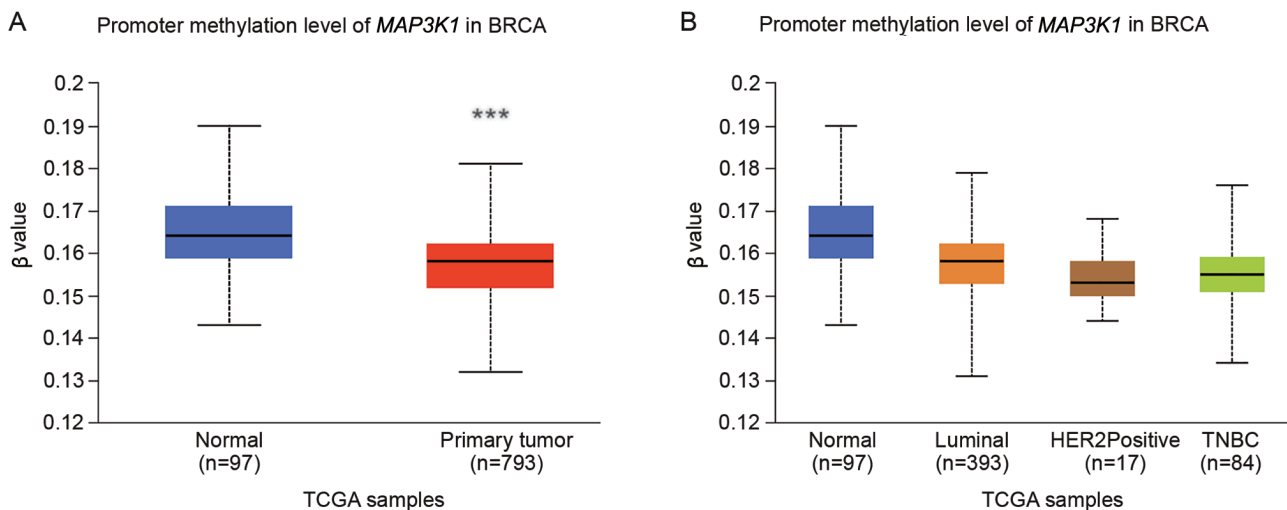 A
Promoter methylation level of MAP3K1 in BRCA
β value
0.2
0.19
0.18
0.17
0.16
0.15
0.14
0.13
0.12
***
Normal
(n=97)
Primary tumor
(n=793)
TCGA samples
B
Promoter methylation level of MAP3K1 in BRCA
β value
0.2
0.19
0.18
0.17
0.16
0.15
0.14
0.13
0.12
Normal
(n=97)
Luminal
(n=393)
HER2Positive
(n=17)
TNBC
(n=84)
TCGA samples